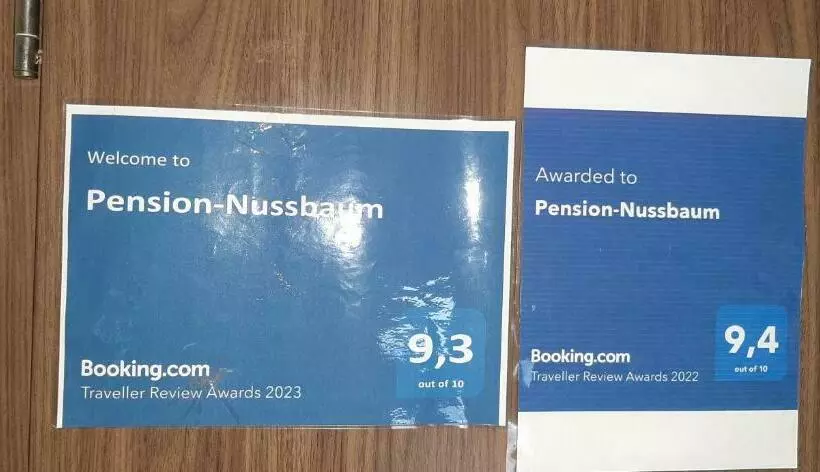 Welcome to
Pension-Nussbaum
9,3
out of 10
Booking.com
Traveller Review Awards 2023
Awarded to
Pension-Nussbaum
9,4
out of 10
Booking.com
Traveller Review Awards 2022